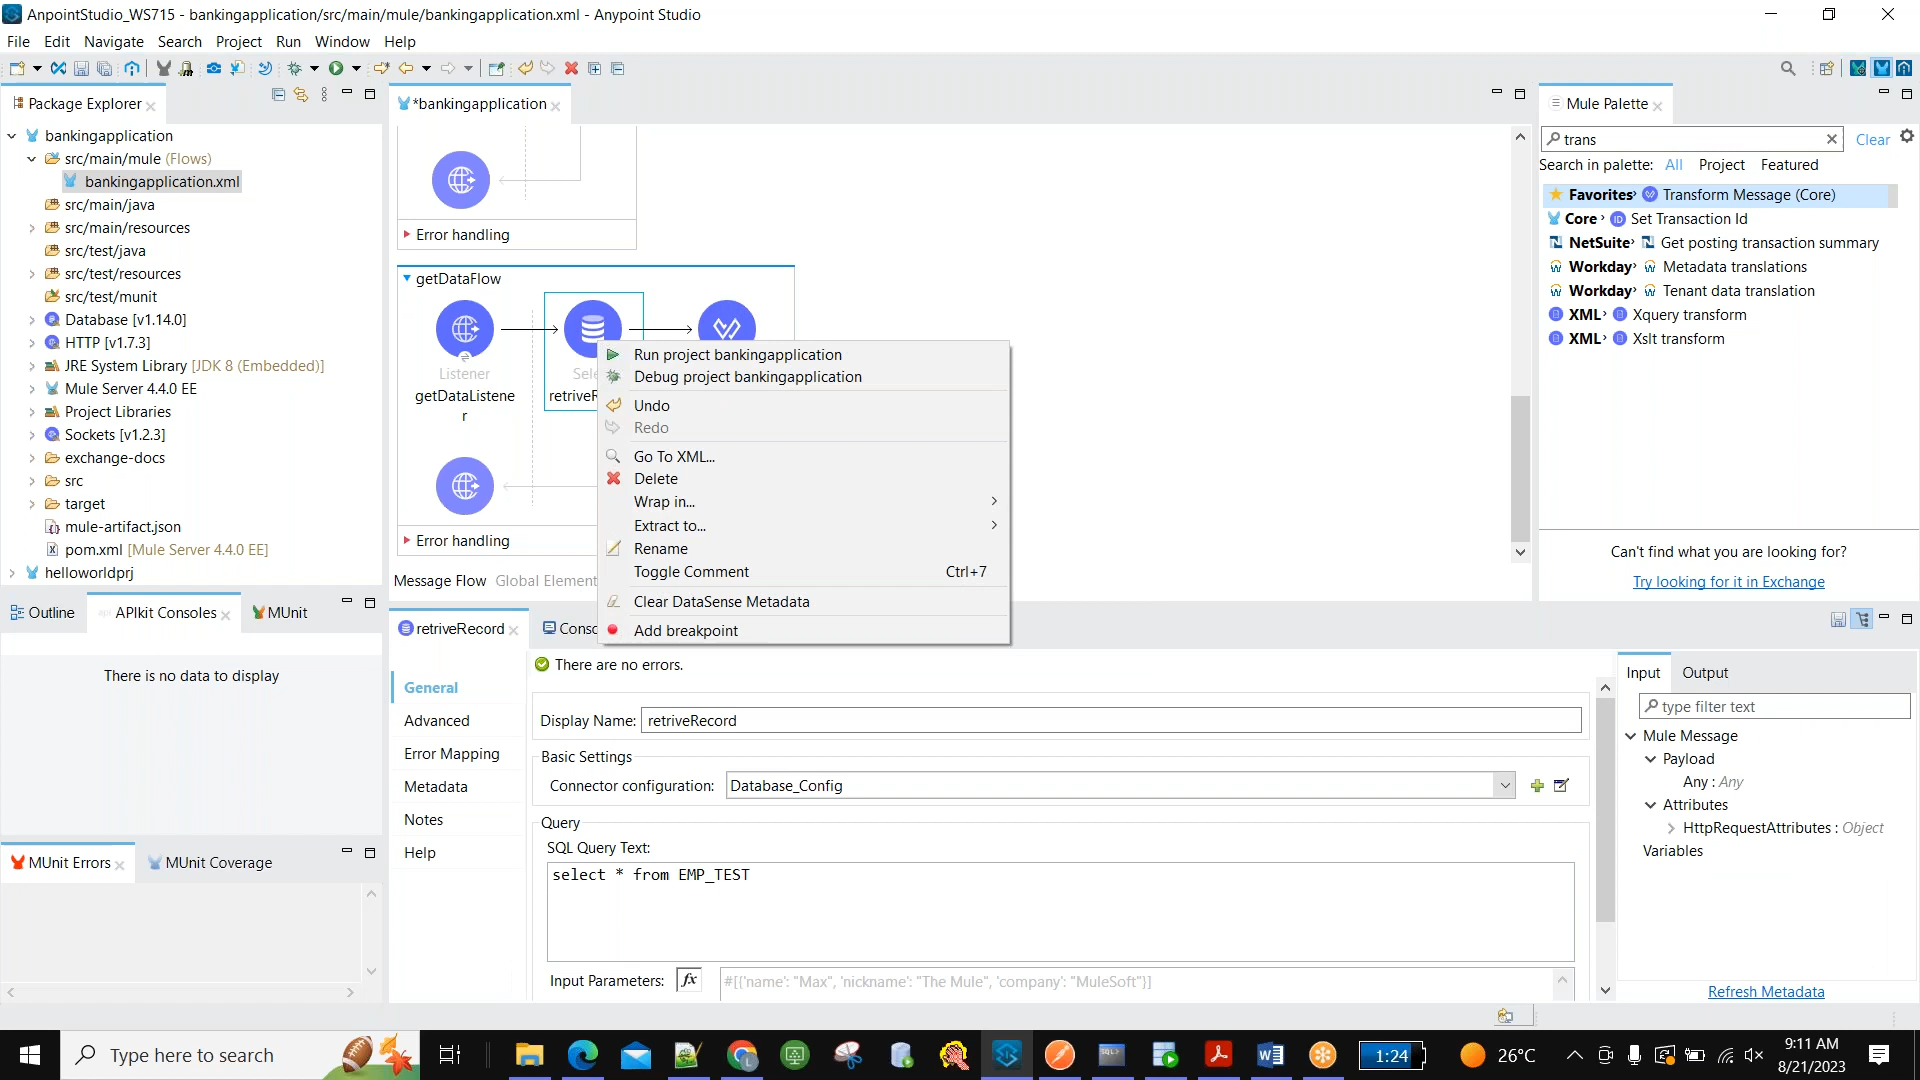 AnpointStudio_WS715 - bankingapplication/src/main/mule/bankingapplication.xml - Anypoint Studio
File Edit Navigate Search Project Run Window Help
Package Explorer
bankingapplication
src/main/mule (Flows)
bankingapplication.xml
src/main/java
src/main/resources
src/test/java
src/test/resources
src/test/munit
Database [v1.14.0]
HTTP [v1.7.3]
JRE System Library [JDK 8 (Embedded)]
Mule Server 4.4.0 EE
Project Libraries
Sockets [v1.2.3]
exchange-docs
src
target
mule-artifact.json
pom.xml [Mule Server 4.4.0 EE]
helloworldprj
Outline APIkit Consoles MUnit
There is no data to display
MUnit Errors MUnit Coverage
*bankingapplication
Error handling
getDataFlow
Listener
getDataListene
r
Sele
retriveR
Error handling
Message Flow Global Element
Run project bankingapplication
Debug project bankingapplication
Undo
Redo
Go To XML...
Delete
Wrap in...
Extract to...
Rename
Toggle Comment Ctrl+7
Clear DataSense Metadata
Add breakpoint
Mule Palette
trans Clear
Search in palette: All Project Featured
Favorites Transform Message (Core)
Core ID Set Transaction Id
NetSuite Get posting transaction summary
Workday Metadata translations
Workday Tenant data translation
XML Xquery transform
XML Xslt transform
Can't find what you are looking for?
Try looking for it in Exchange
retriveRecord Conso
There are no errors.
General
Advanced
Error Mapping
Metadata
Notes
Help
Display Name: retriveRecord
Basic Settings
Connector configuration: Database_Config
Query
SQL Query Text:
select * from EMP_TEST
Input Parameters: fx #[{'name': "Max", 'nickname': "The Mule", 'company': "MuleSoft"}]
Input Output
type filter text
Mule Message
Payload
Any : Any
Attributes
HttpRequestAttributes : Object
Variables
Refresh Metadata
Type here to search
1:24
26°C
9:11 AM
8/21/2023